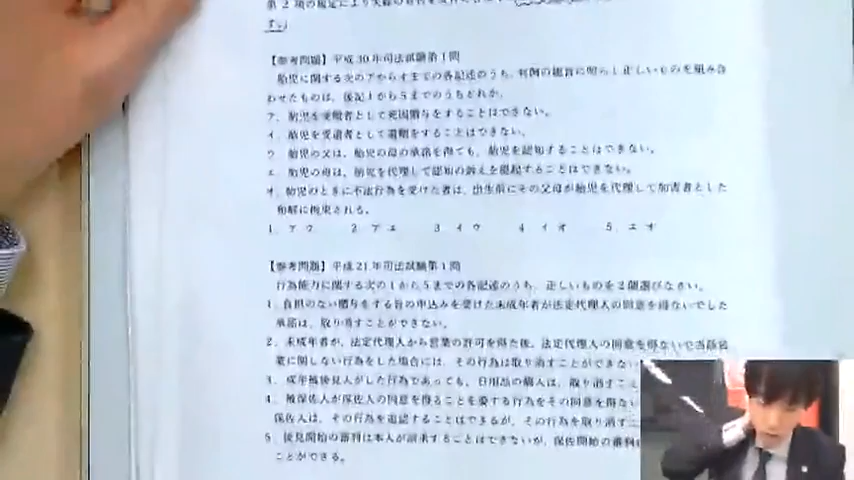 第2項の規定により失踪の宣告を受けた
す。」
【参考問題】平成30年司法試験第1問
胎児に関する次のアからオまでの各記述のうち、判例の趣旨に照らし正しいものを組み合
わせたものは、後記1から5までのうちどれか。
ア．胎児を受贈者として死因贈与をすることはできない。
イ．胎児を受遺者として遺贈をすることはできない。
ウ．胎児の父は、胎児の母の承諾を得ても、胎児を認知することはできない。
エ．胎児の母は、胎児を代理して認知の訴えを提起することはできない。
オ．胎児のときに不法行為を受けた者は、出生前にその父母が胎児を代理して加害者とした
和解に拘束される。
1．ア ウ 2．ア エ 3．イ ウ 4．イ オ 5．エ オ
【参考問題】平成21年司法試験第1問
行為能力に関する次の1から5までの各記述のうち、正しいものを2個選びなさい。
1．負担のない贈与をする旨の申込みを受けた未成年者が法定代理人の同意を得ないでした
承諾は、取り消すことができない。
2．未成年者が、法定代理人から営業の許可を得た後、法定代理人の同意を得ないで当該営
業に関しない行為をした場合には、その行為は取り消すことができない
3．成年被後見人がした行為であっても、日用品の購入は、取り消すこ
4．被保佐人が保佐人の同意を得ることを要する行為をその同意を得ない
保佐人は、その行為を追認することはできるが、その行為を取り消す
5．後見開始の審判は本人が請求することはできないが、保佐開始の審判
ことができる。